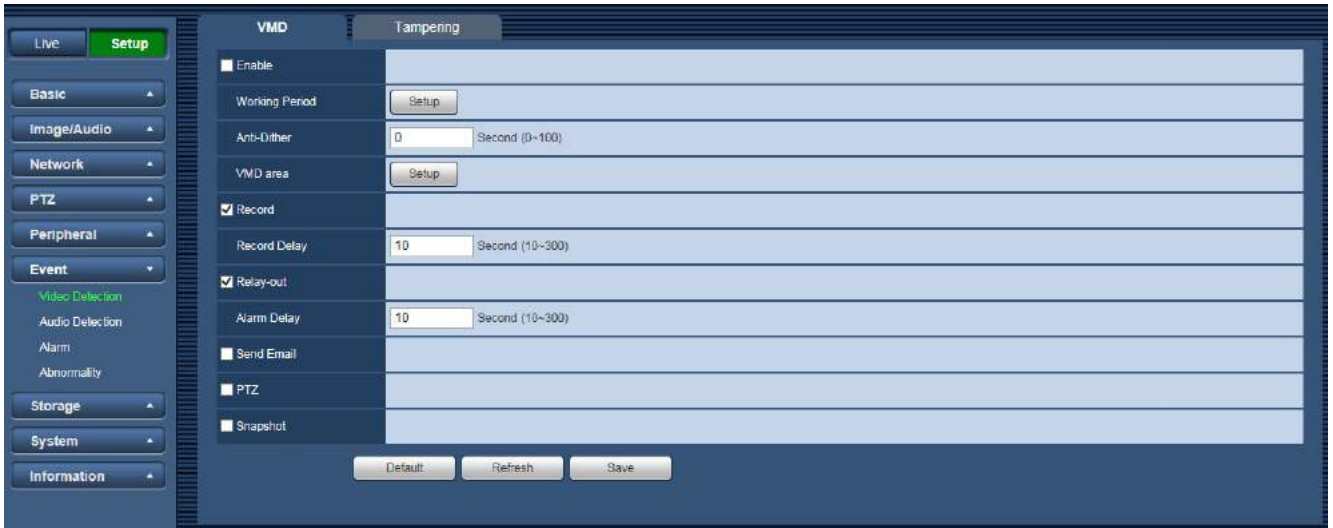 Live Setup
Basic
Image/Audio
Network
PTZ
Peripheral
Event
Video Detection
Audio Detection
Alarm
Abnormality
Storage
System
Information
VMD Tampering
Enable
Working Period Setup
Anti-Dither 0 Second (0~100)
VMD area Setup
Record
Record Delay 10 Second (10~300)
Relay-out
Alarm Delay 10 Second (10~300)
Send Email
PTZ
Snapshot
Default Refresh Save